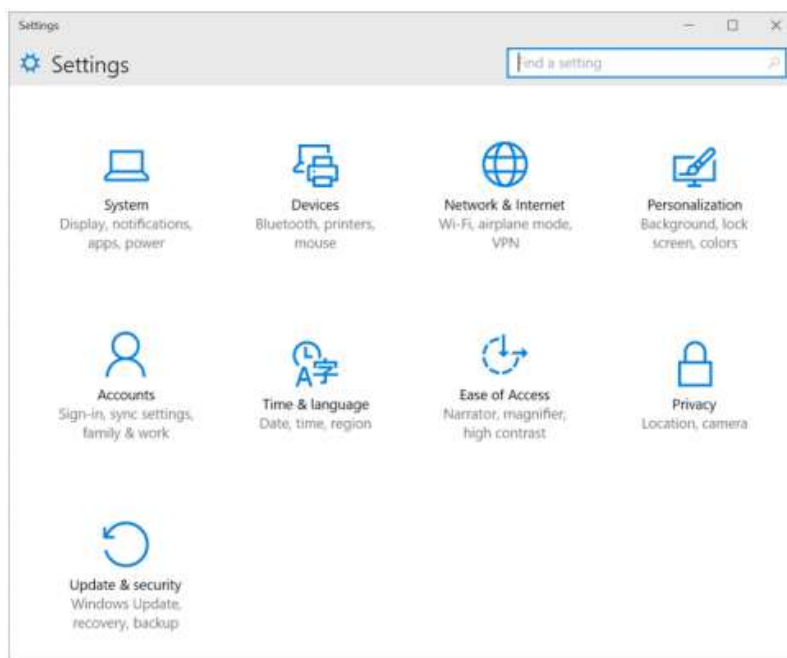 Settings
Settings
Find a setting
System
Display, notifications,
apps, power
Devices
Bluetooth, printers,
mouse
Network & Internet
Wi-Fi, airplane mode,
VPN
Personalization
Background, lock
screen, colors
Accounts
Sign-in, sync settings,
family & work
A字
Time & language
Date, time, region
Ease of Access
Narrator, magnifier,
high contrast
Privacy
Location, camera
Update & security
Windows Update,
recovery, backup